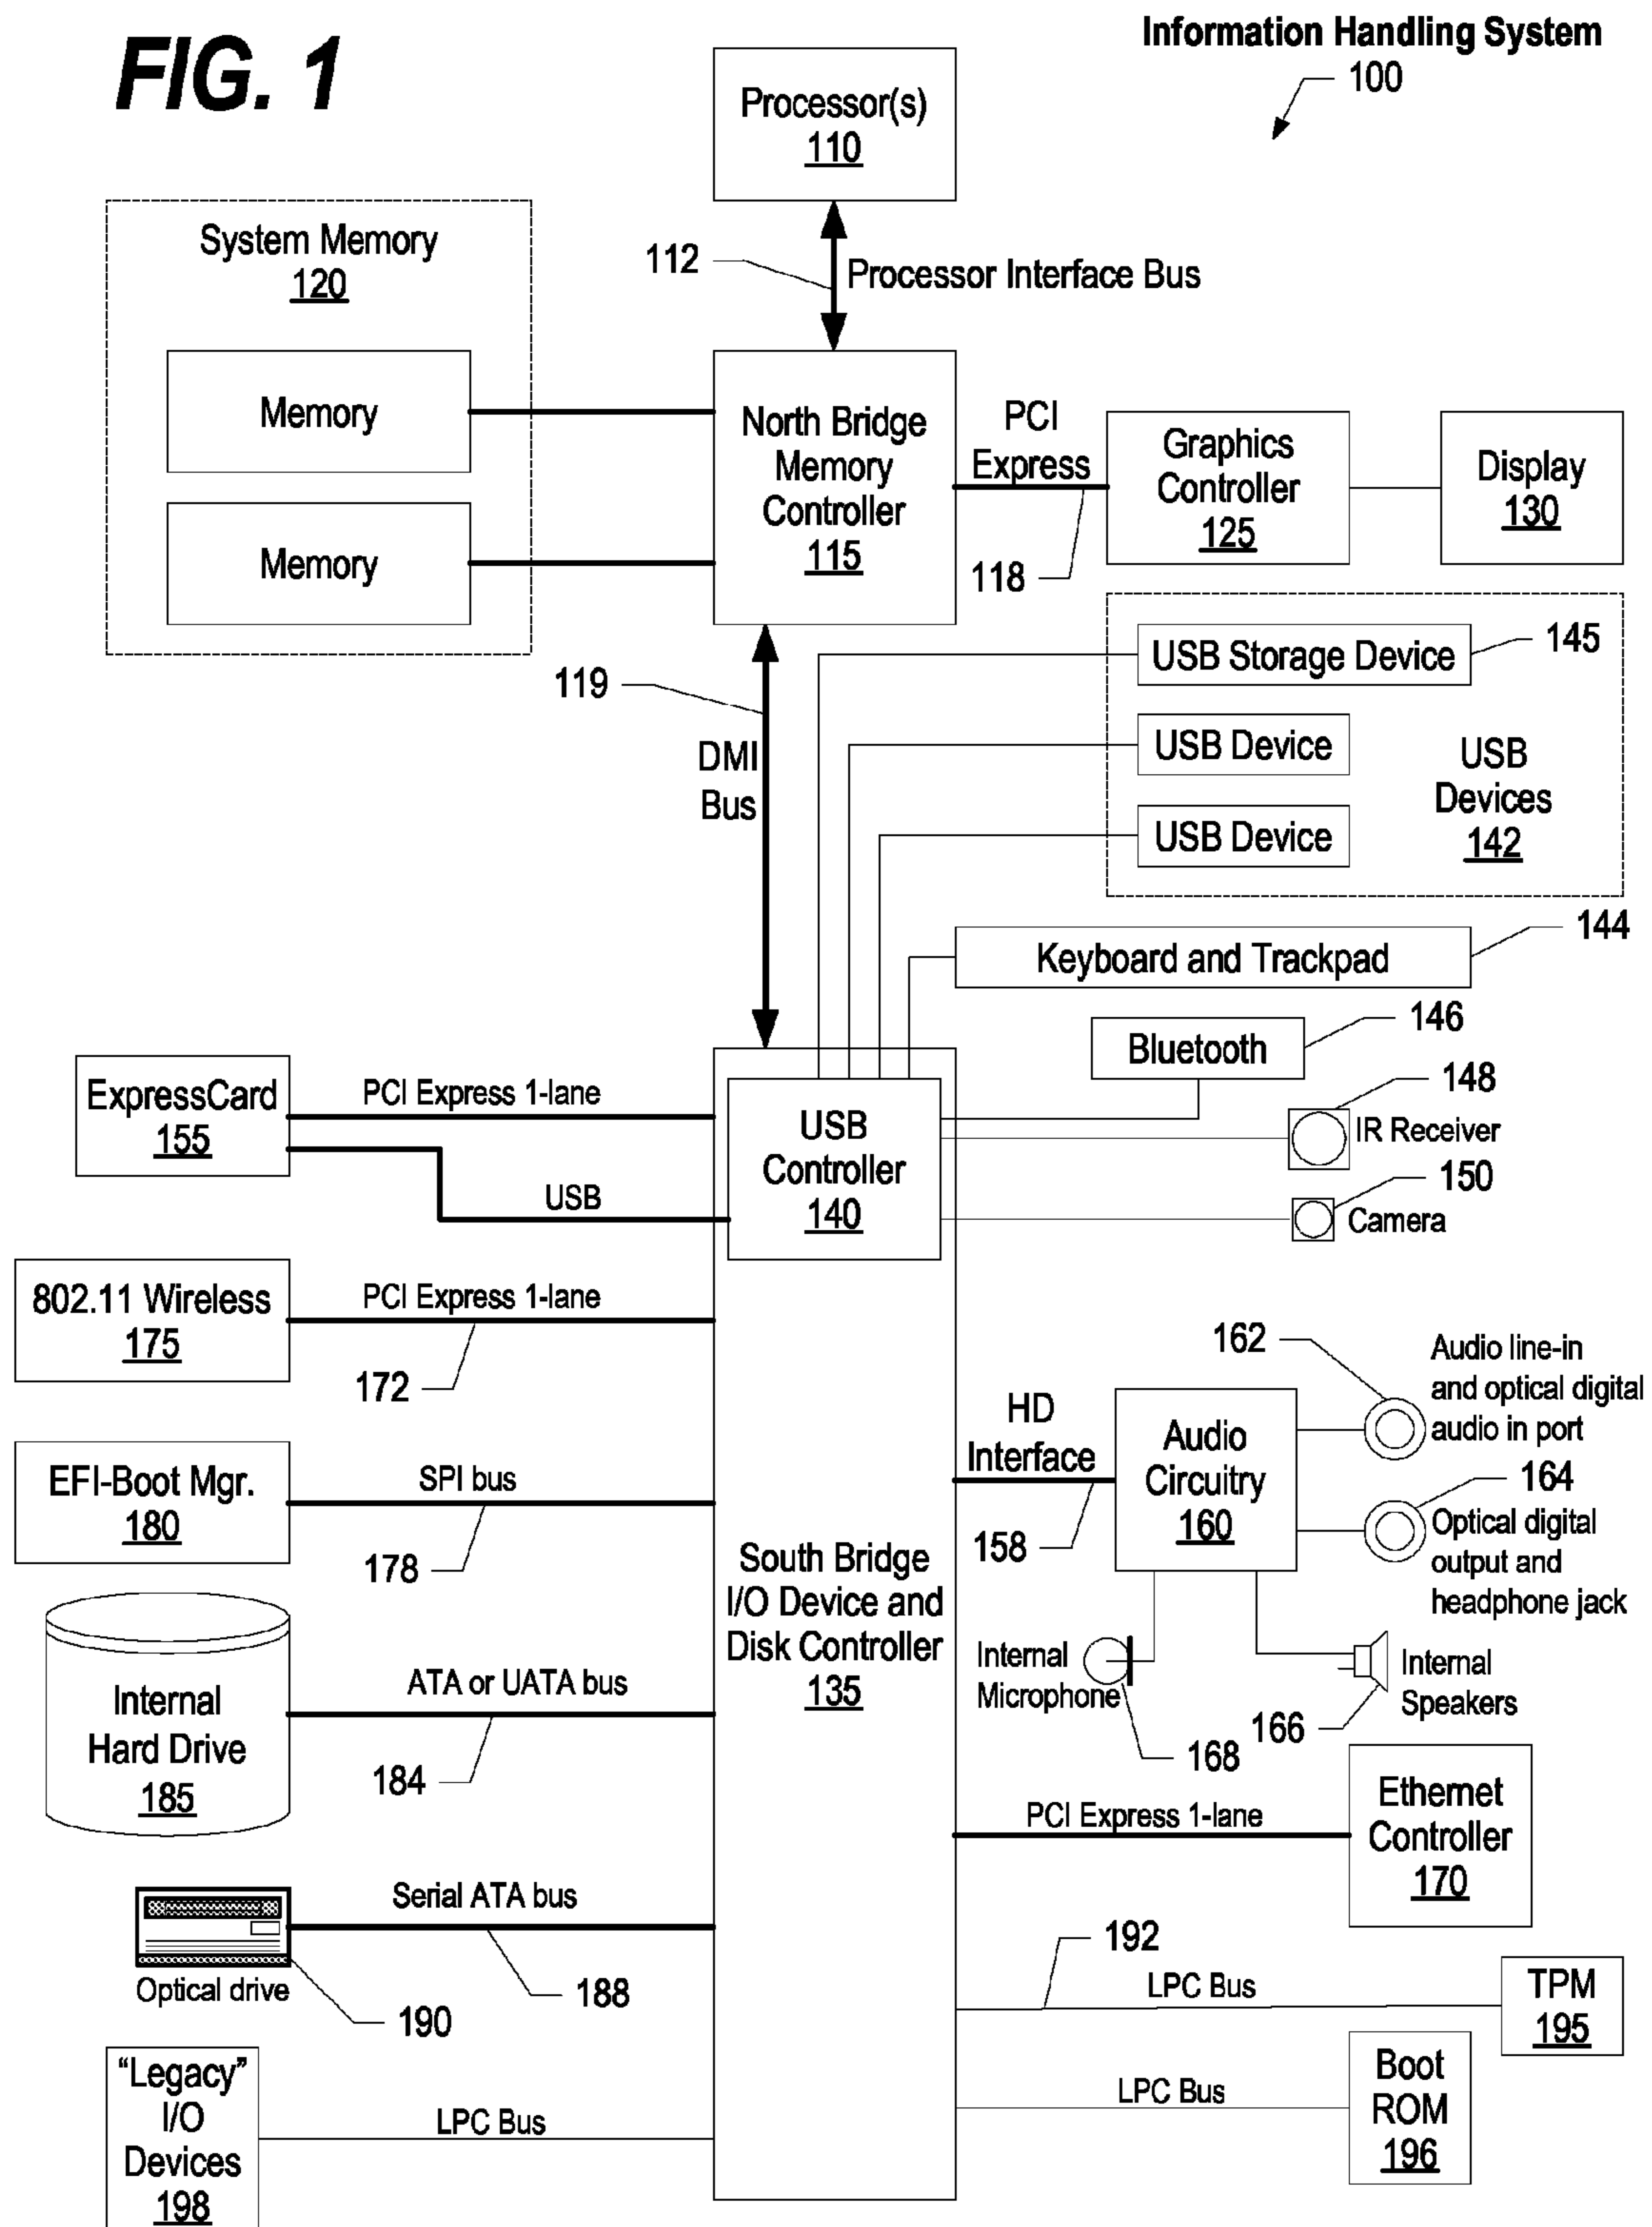 FIG. 1
Information Handling System
100
Processor(s)
110
System Memory
120
112
Processor Interface Bus
Memory
Memory
North Bridge
Memory
Controller
115
PCI
Express
118
Graphics
Controller
125
Display
130
119
DMI
Bus
USB Storage Device
145
USB Device
USB Device
USB
Devices
142
Keyboard and Trackpad
144
Bluetooth
146
148
IR Receiver
150
Camera
ExpressCard
155
PCI Express 1-lane
USB
USB
Controller
140
802.11 Wireless
175
PCI Express 1-lane
172
EFI-Boot Mgr.
180
SPI bus
178
South Bridge
I/O Device and
Disk Controller
135
HD
Interface
158
Audio
Circuitry
160
162
Audio line-in
and optical digital
audio in port
164
Optical digital
output and
headphone jack
Internal
Microphone
168
166
Internal
Speakers
Internal
Hard Drive
185
ATA or UATA bus
184
PCI Express 1-lane
Ethernet
Controller
170
Serial ATA bus
188
Optical drive
190
192
LPC Bus
TPM
195
LPC Bus
Boot
ROM
196
“Legacy”
I/O
Devices
198
LPC Bus